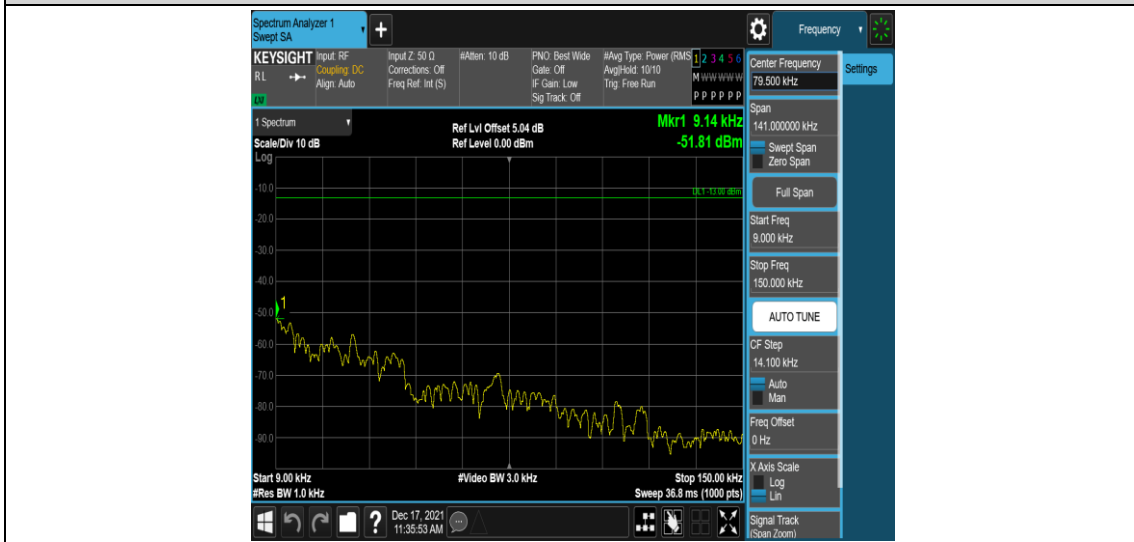 Spectrum Analyzer 1
Swept SA
+
Frequency
KEYSIGHT
RL
LXI
Input: RF
Coupling: DC
Align: Auto
Input Z: 50 Ω
Corrections: Off
Freq Ref: Int (S)
#Atten: 10 dB
PNO: Best Wide
Gate: Off
IF Gain: Low
Sig Track: Off
#Avg Type: Power (RMS
Avg|Hold: 10/10
Trig: Free Run
1 2 3 4 5 6
M W W W W W
P P P P P P
1 Spectrum
Scale/Div 10 dB
Ref Lvl Offset 5.04 dB
Ref Level 0.00 dBm
Mkr1 9.14 kHz
-51.81 dBm
Log
-10.0
DL1 -13.00 dBm
-20.0
-30.0
-40.0
1
-50.0
-60.0
-70.0
-80.0
-90.0
Start 9.00 kHz
#Res BW 1.0 kHz
#Video BW 3.0 kHz
Stop 150.00 kHz
Sweep 36.8 ms (1000 pts)
?
Dec 17, 2021
11:35:53 AM
Center Frequency
79.500 kHz
Settings
Span
141.000000 kHz
Swept Span
Zero Span
Full Span
Start Freq
9.000 kHz
Stop Freq
150.000 kHz
AUTO TUNE
CF Step
14.100 kHz
Auto
Man
Freq Offset
0 Hz
X Axis Scale
Log
Lin
Signal Track
(Span Zoom)